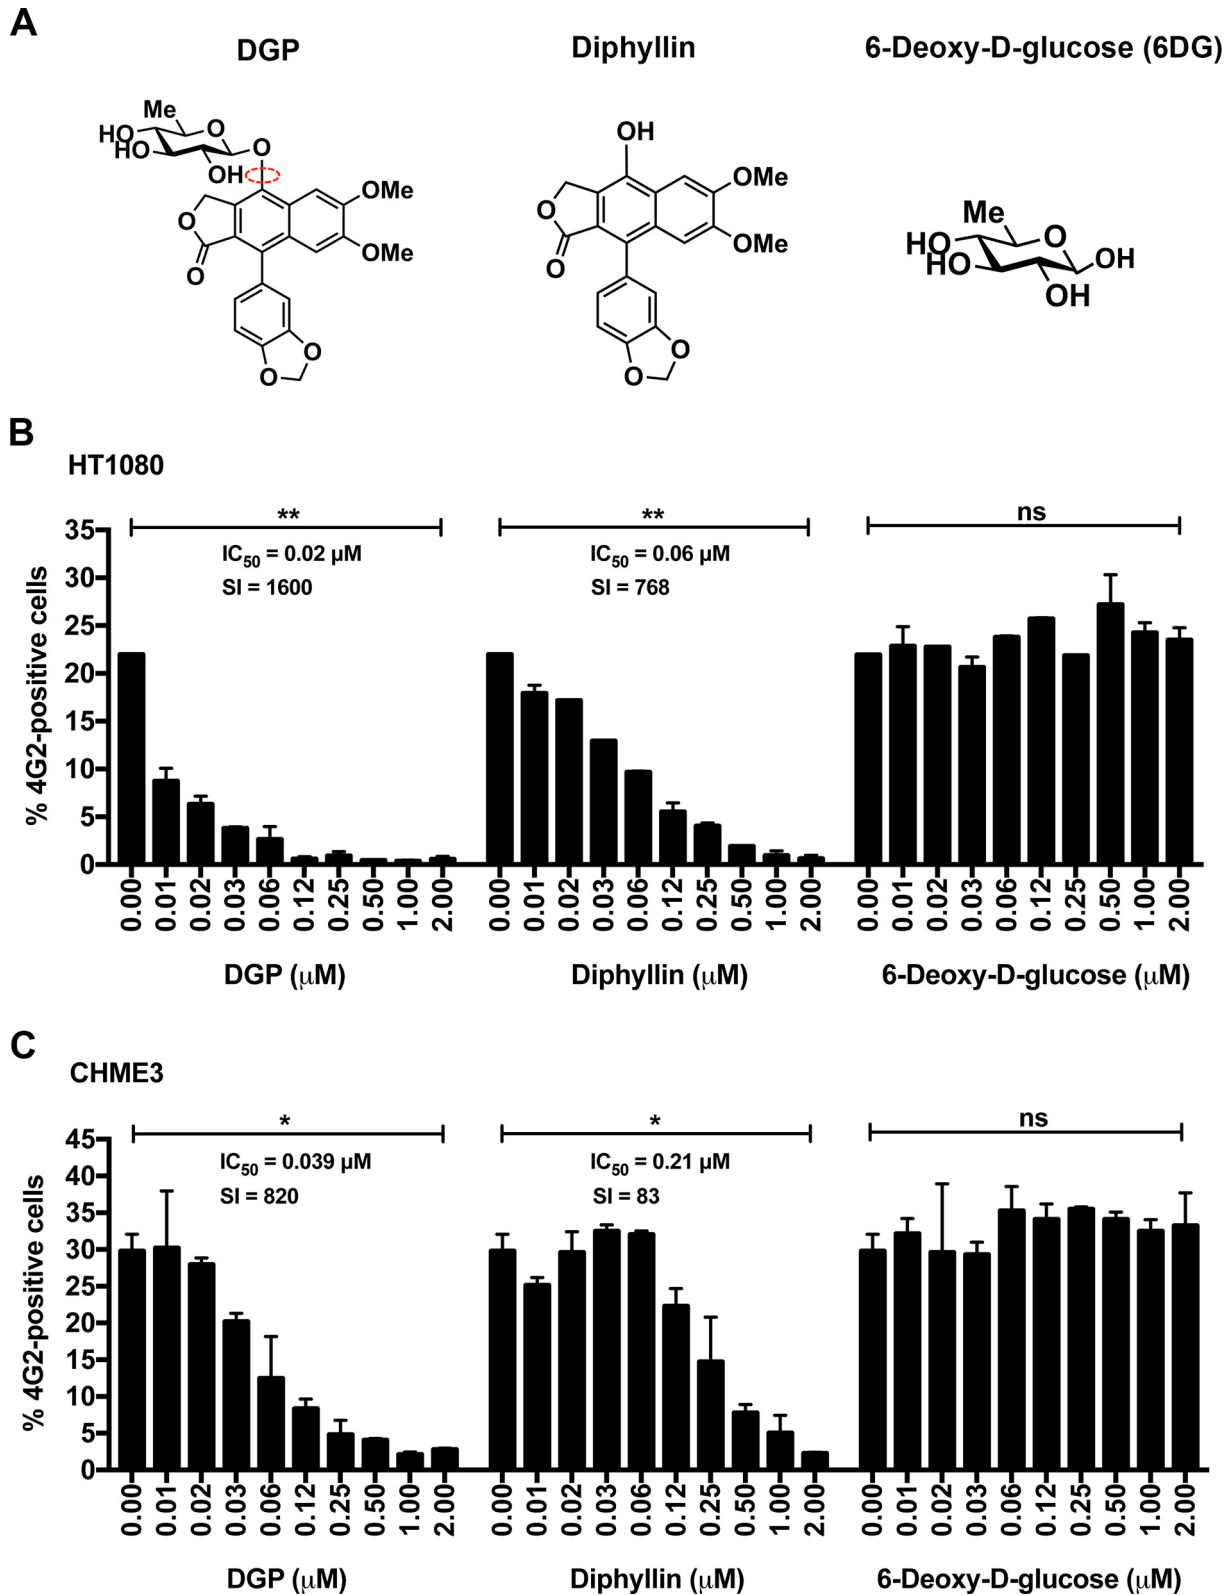 A
DGP Diphyllin 6-Deoxy-D-glucose (6DG)
Me
HO
HO
O
O
OH
OMe
OMe
O
O
O
O
OH
OMe
OMe
O
O
O
O
Me
HO
HO
O
OH
OH
B
HT1080
% 4G2-positive cells
35
30
25
20
15
10
5
0
** ** ns
IC50 = 0.02 µM IC50 = 0.06 µM
SI = 1600 SI = 768
0.00 0.01 0.02 0.03 0.06 0.12 0.25 0.50 1.00 2.00 0.00 0.01 0.02 0.03 0.06 0.12 0.25 0.50 1.00 2.00 0.00 0.01 0.02 0.03 0.06 0.12 0.25 0.50 1.00 2.00
DGP (µM) Diphyllin (µM) 6-Deoxy-D-glucose (µM)
C
CHME3
% 4G2-positive cells
45
40
35
30
25
20
15
10
5
0
* * ns
IC50 = 0.039 µM IC50 = 0.21 µM
SI = 820 SI = 83
0.00 0.01 0.02 0.03 0.06 0.12 0.25 0.50 1.00 2.00 0.00 0.01 0.02 0.03 0.06 0.12 0.25 0.50 1.00 2.00 0.00 0.01 0.02 0.03 0.06 0.12 0.25 0.50 1.00 2.00
DGP (µM) Diphyllin (µM) 6-Deoxy-D-glucose (µM)